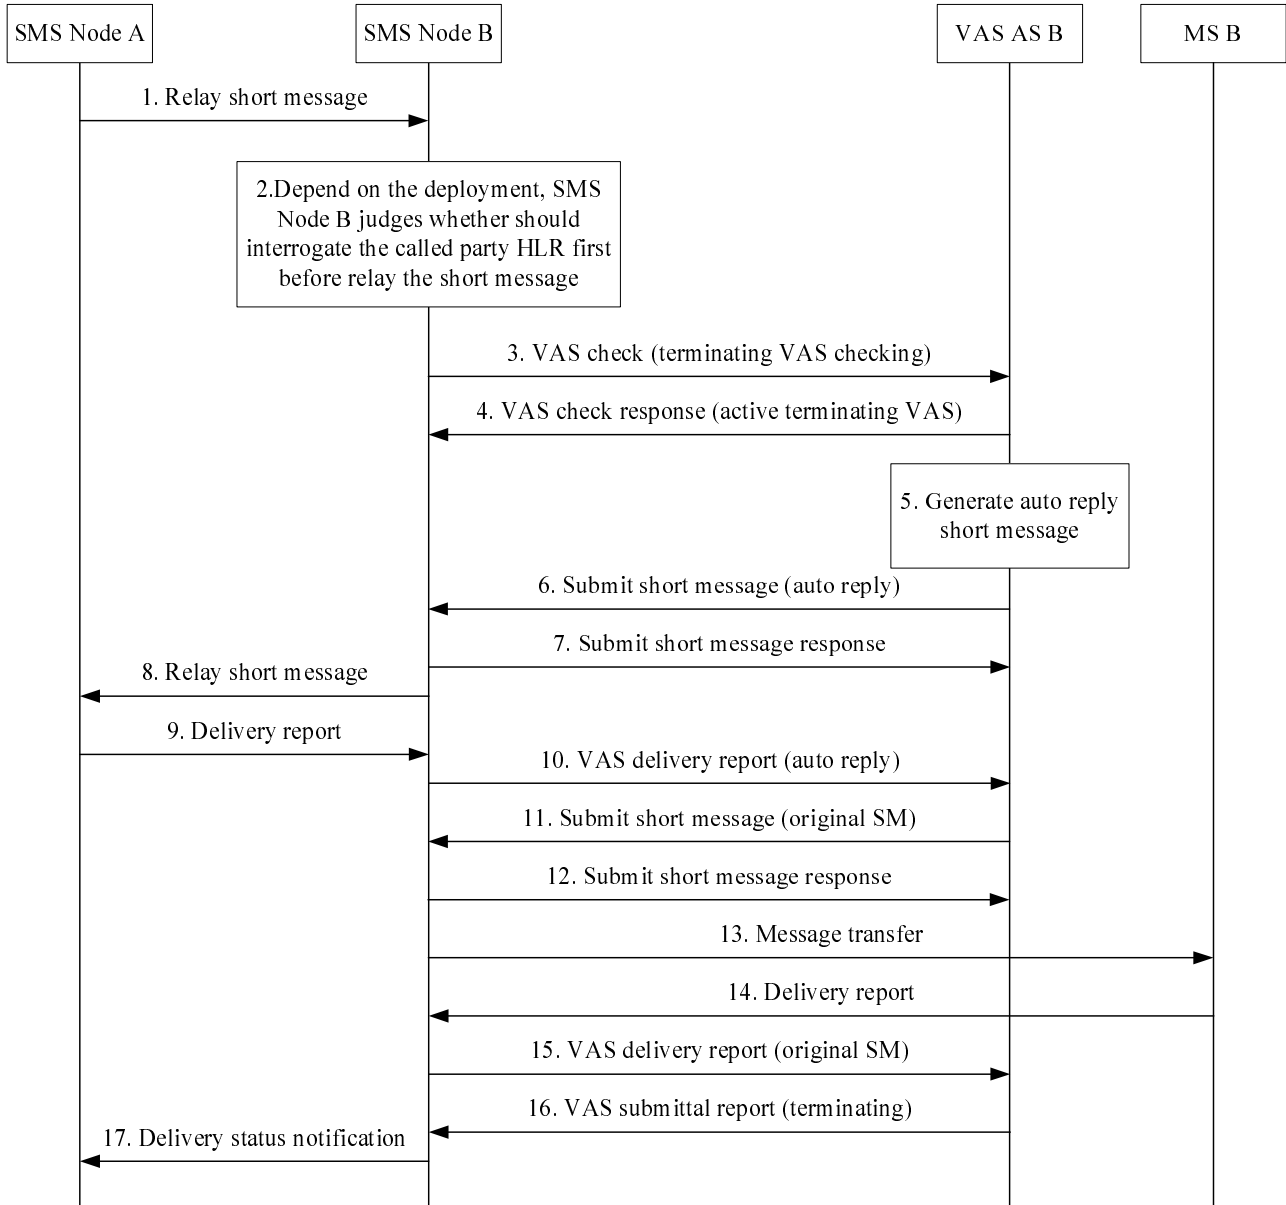 SMS Node A
SMS Node B
VAS AS B
MS B
1. Relay short message
2.Depend on the deployment, SMS
Node B judges whether should
interrogate the called party HLR first
before relay the short message
3. VAS check (terminating VAS checking)
4. VAS check response (active terminating VAS)
5. Generate auto reply
short message
6. Submit short message (auto reply)
7. Submit short message response
8. Relay short message
9. Delivery report
10. VAS delivery report (auto reply)
11. Submit short message (original SM)
12. Submit short message response
13. Message transfer
14. Delivery report
15. VAS delivery report (original SM)
16. VAS submittal report (terminating)
17. Delivery status notification